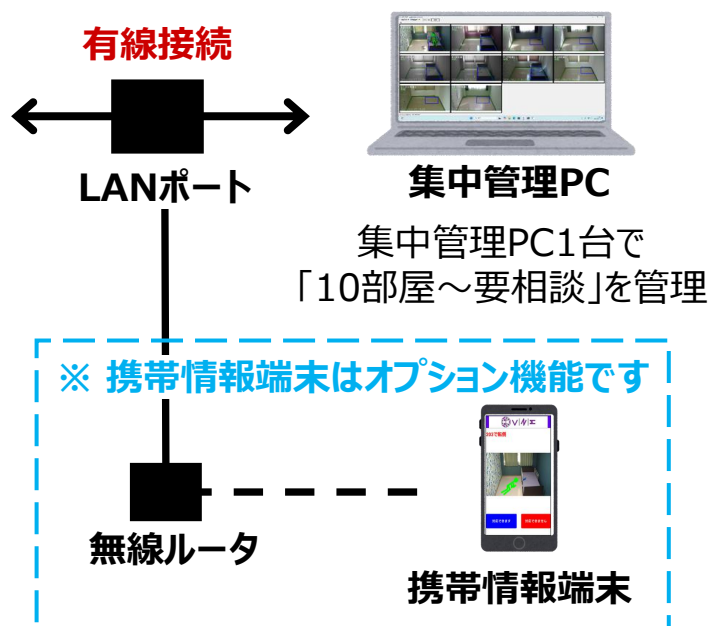 有線接続
LANポート
集中管理PC
集中管理PC1台で
「10部屋～要相談」を管理
※ 携帯情報端末はオプション機能です
無線ルータ
携帯情報端末